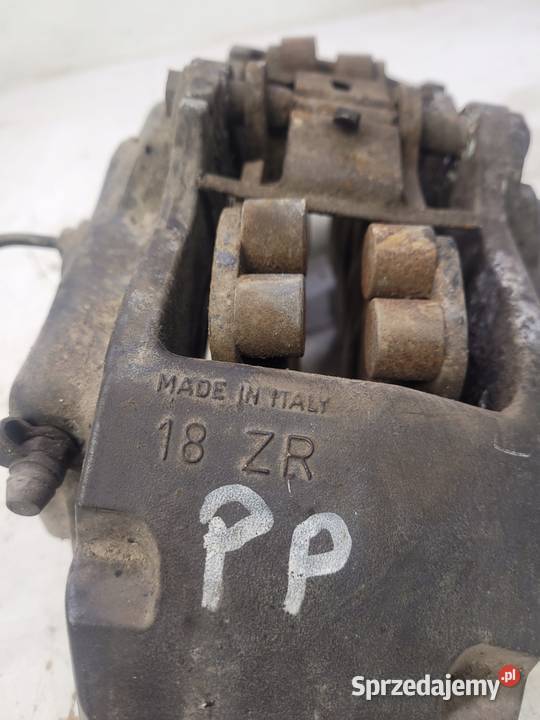 MADE IN ITALY
18 ZR
PP
Sprzedajemy.pl